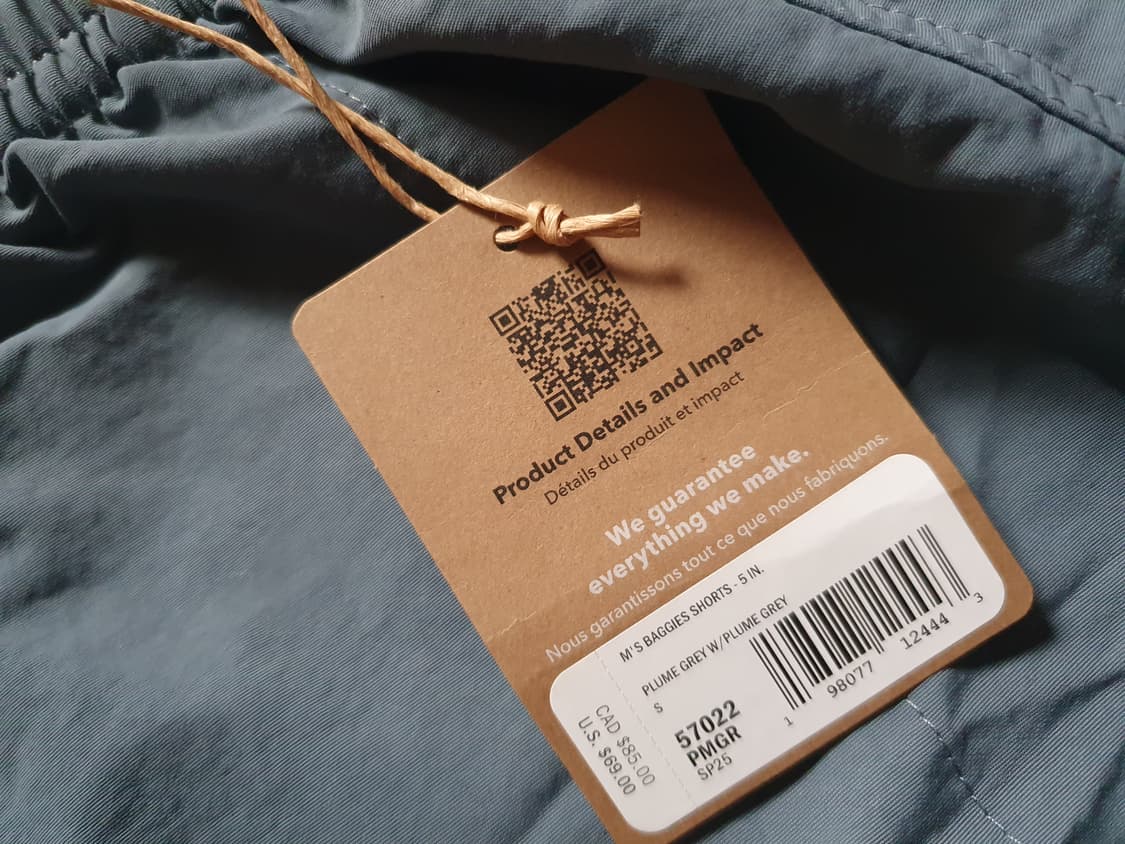 Product Details and Impact
Détails du produit et impact
We guarantee
everything we make.
Nous garantissons tout ce que nous fabriquons.
M'S BAGGIES SHORTS - 5 IN.
PLUME GREY W/PLUME GREY
S
57022
PMGR
SP25
1 98077 12444 3
CAD $85.00
U.S. $69.00